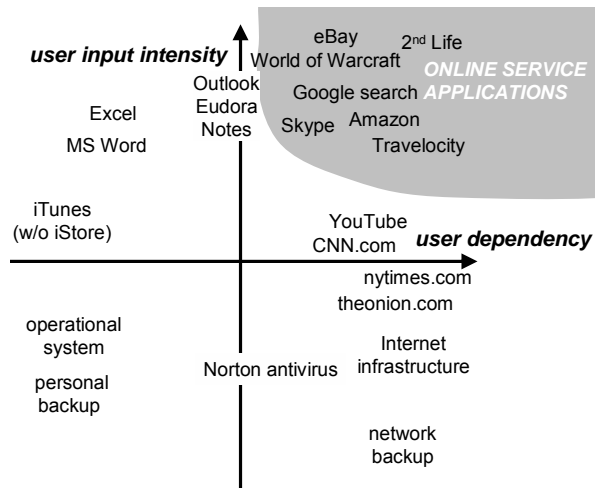 user input intensity
eBay
2nd Life
World of Warcraft
ONLINE SERVICE
APPLICATIONS
Outlook
Eudora
Notes
Google search
Excel
MS Word
Skype
Amazon
Travelocity
iTunes
(w/o iStore)
YouTube
CNN.com
user dependency
nytimes.com
theonion.com
operational
system
Internet
infrastructure
personal
backup
Norton antivirus
network
backup